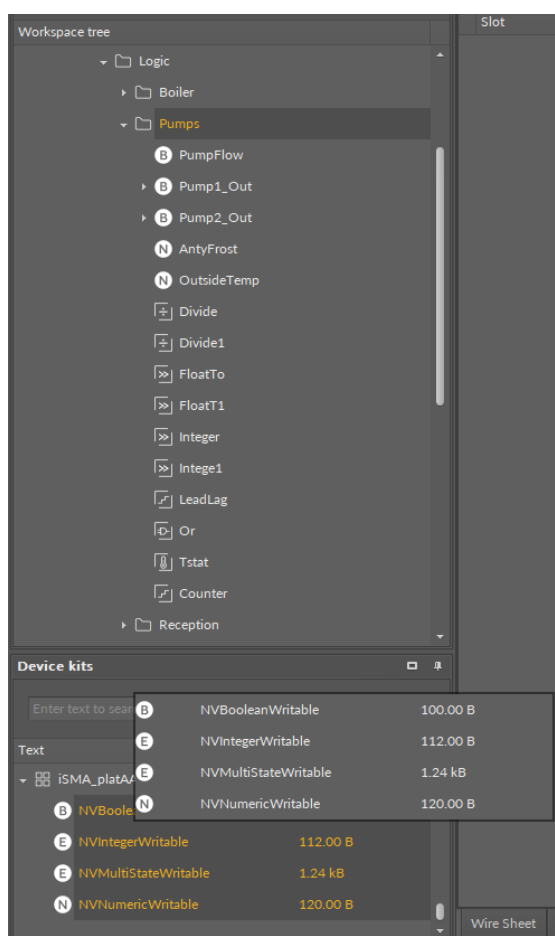 Slot
Workspace tree
Logic
Boiler
Pumps
B PumpFlow
B Pump1_Out
B Pump2_Out
N AntyFrost
N OutsideTemp
Divide
Divide1
FloatTo
FloatT1
Integer
Intege1
LeadLag
Or
Tstat
Counter
Reception
Device kits
Enter text to sear
B NVBooleanWritable 100.00 B
E NVIntegerWritable 112.00 B
E NVMultiStateWritable 1.24 kB
N NVNumericWritable 120.00 B
Text
iSMA_platAA
B NVBoole
E NVIntegerWritable 112.00 B
E NVMultiStateWritable 1.24 kB
N NVNumericWritable 120.00 B
Wire Sheet